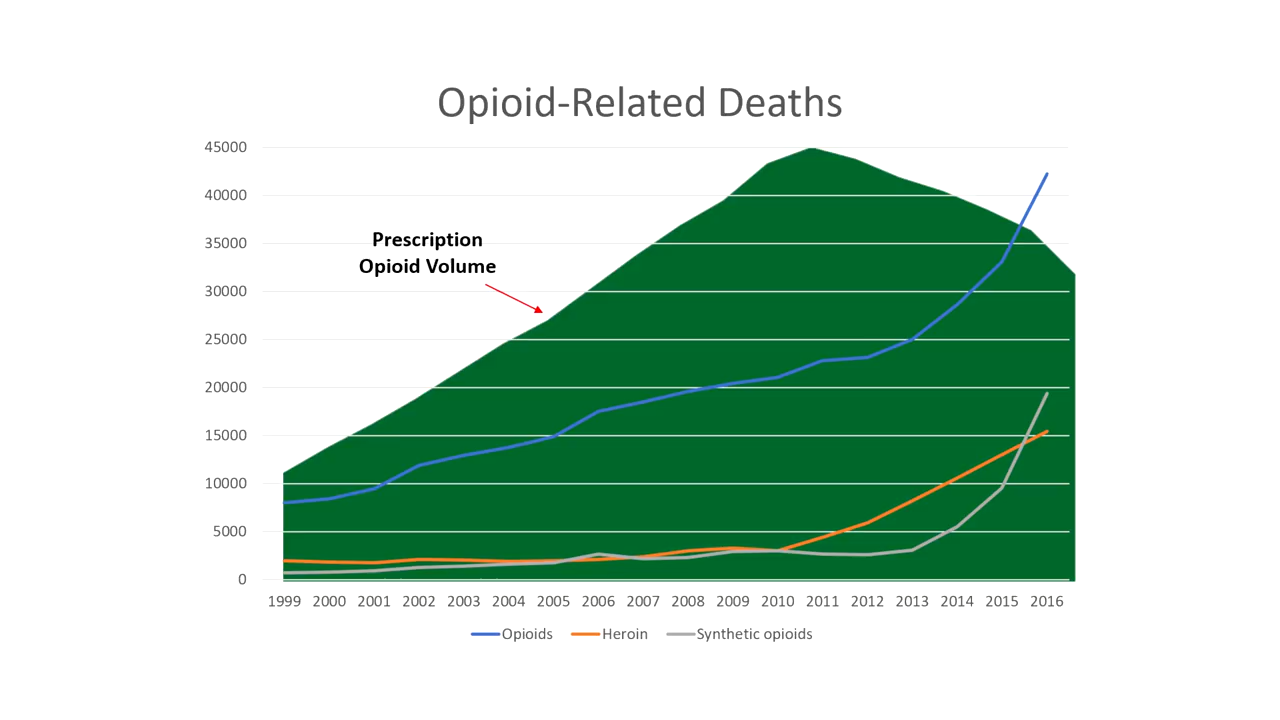 Opioid-Related Deaths
45000
40000
35000
30000
25000
20000
15000
10000
5000
0
Prescription
Opioid Volume
1999 2000 2001 2002 2003 2004 2005 2006 2007 2008 2009 2010 2011 2012 2013 2014 2015 2016
Opioids Heroin Synthetic opioids